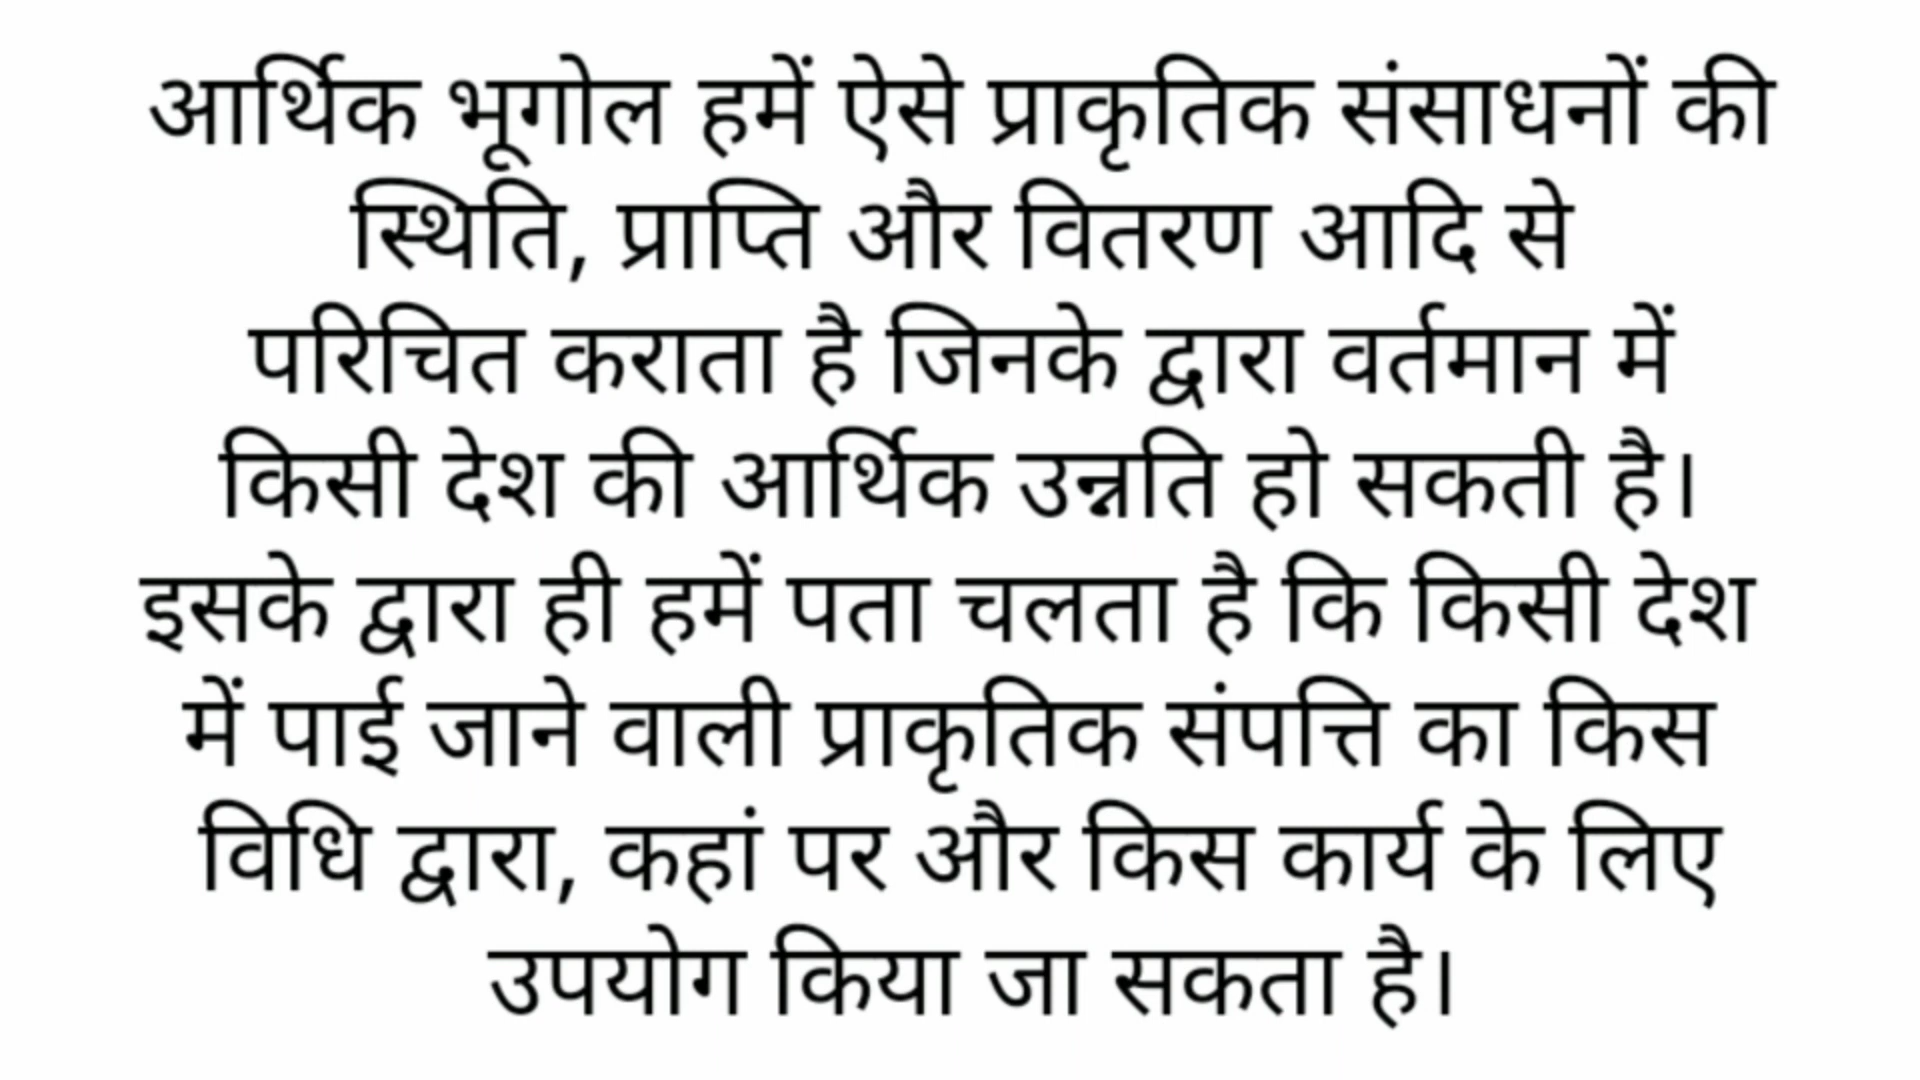 आर्थिक भूगोल हमें ऐसे प्राकृतिक संसाधनों की
स्थिति, प्राप्ति और वितरण आदि से
परिचित कराता है जिनके द्वारा वर्तमान में
किसी देश की आर्थिक उन्नति हो सकती है।
इसके द्वारा ही हमें पता चलता है कि किसी देश
में पाई जाने वाली प्राकृतिक संपत्ति का किस
विधि द्वारा, कहां पर और किस कार्य के लिए
उपयोग किया जा सकता है।